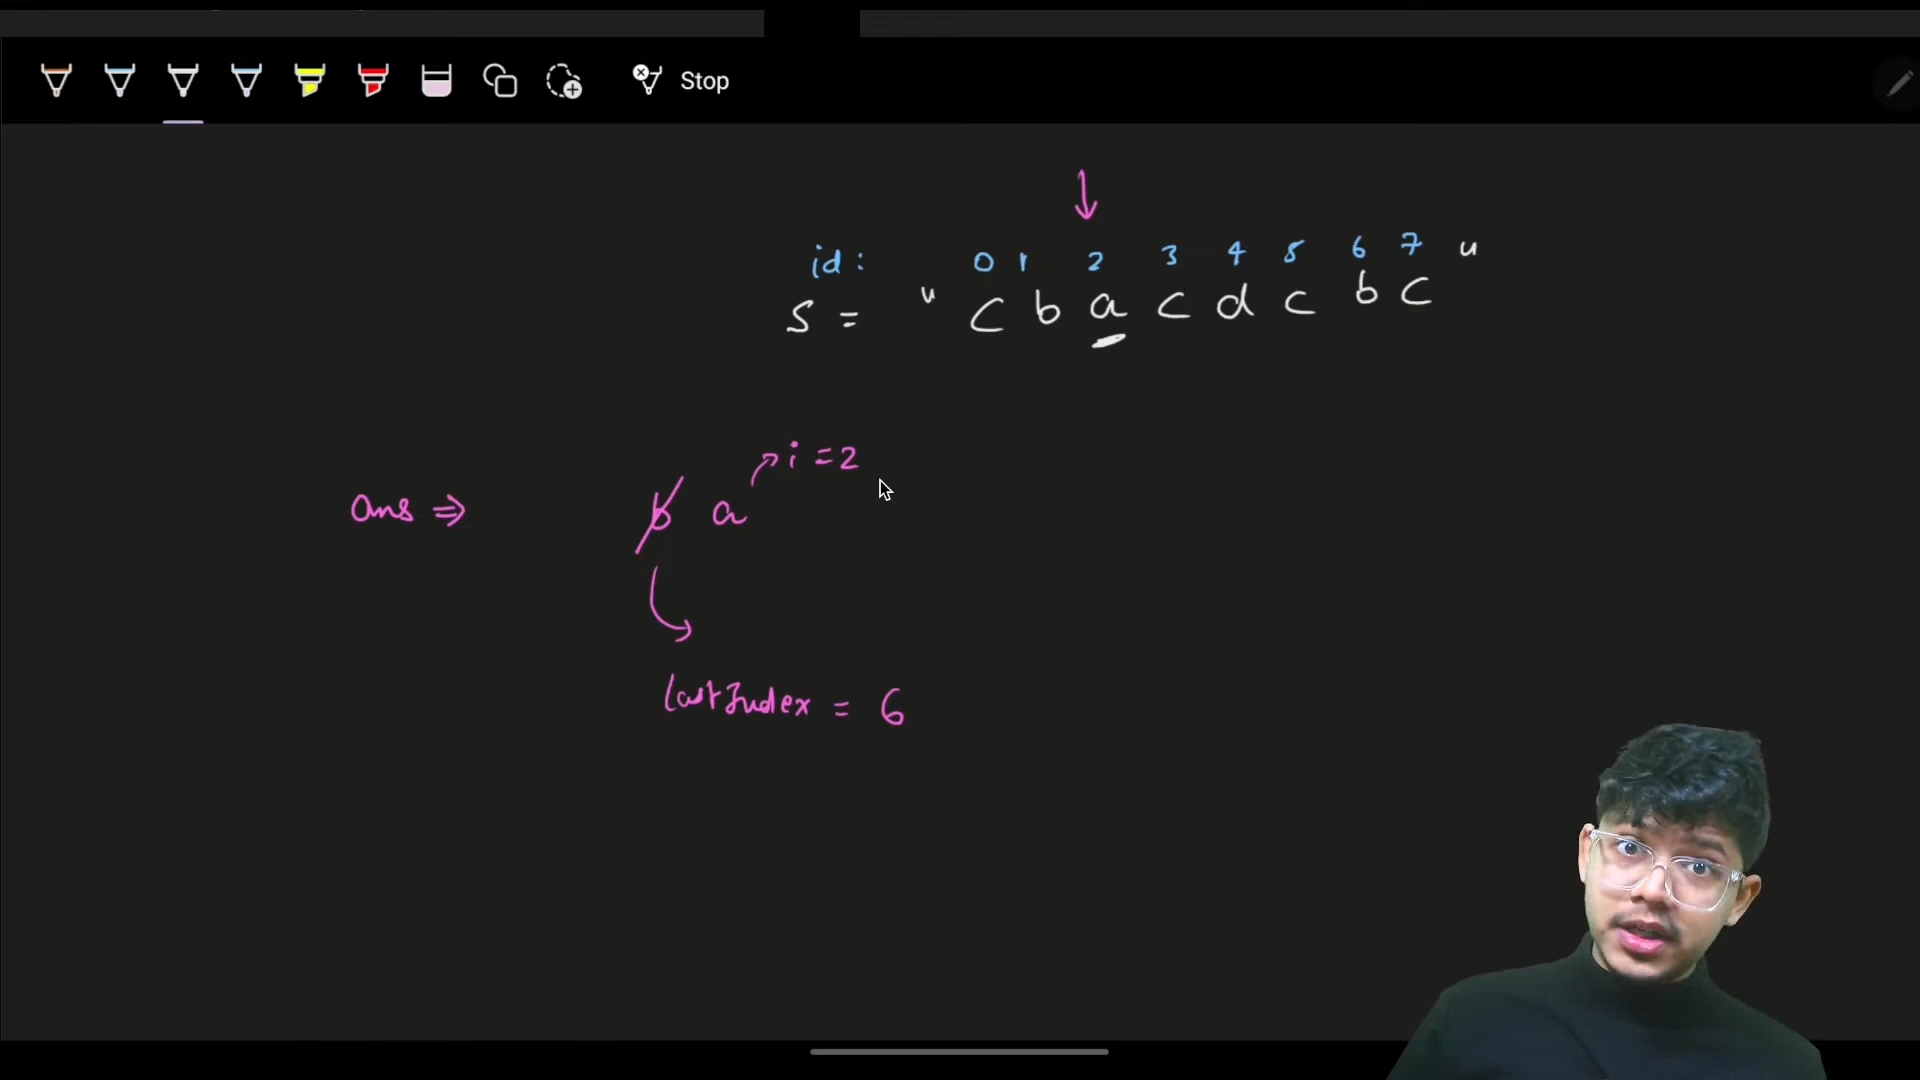 Stop
id : 0 1 2 3 4 5 6 7
S = " C b a c d c b c "
i = 2
Ans ⇒ b a
lastIndex = 6